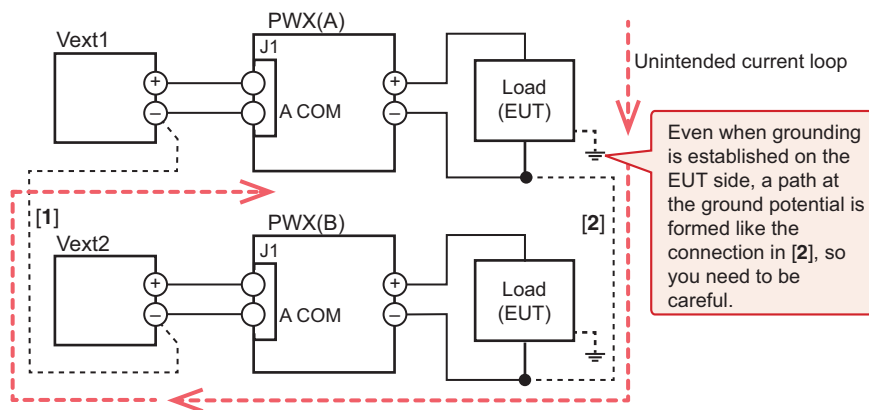 PWX(A)
Vext1
J1
+
+
–
A COM
–
Load
(EUT)
Unintended current loop
Even when grounding
is established on the
EUT side, a path at
the ground potential is
formed like the
connection in [2], so
you need to be
careful.
[1]
[2]
PWX(B)
Vext2
J1
+
+
–
A COM
–
Load
(EUT)